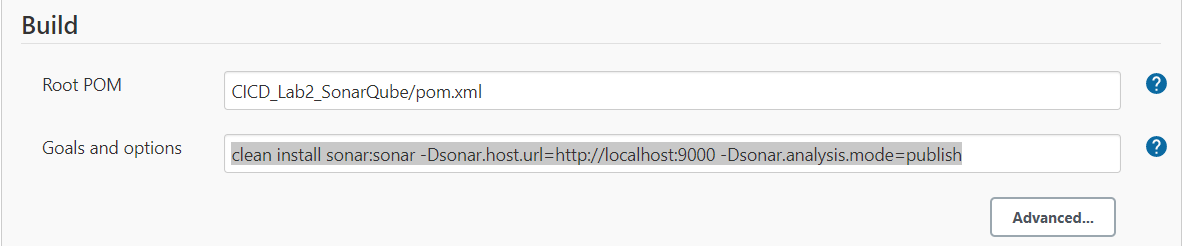 Build
Root POM
CICD_Lab2_SonarQube/pom.xml
?
Goals and options
clean install sonar:sonar -Dsonar.host.url=http://localhost:9000 -Dsonar.analysis.mode=publish
?
Advanced...